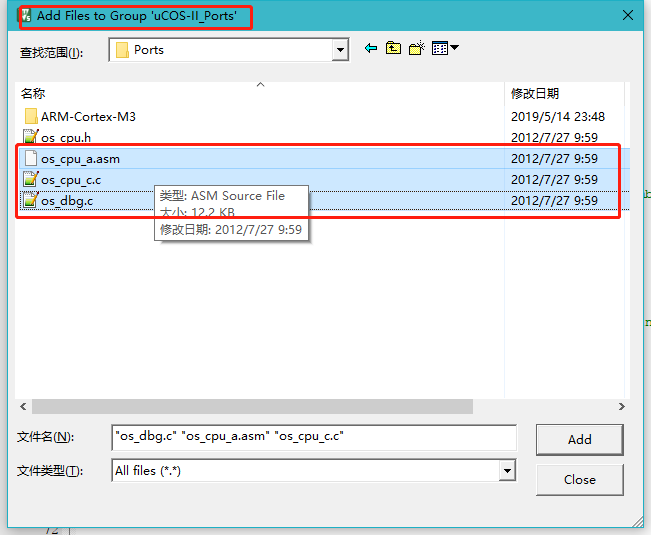 Add Files to Group 'uCOS-II_Ports'
查找范围(I):
Ports
名称
修改日期
ARM-Cortex-M3
2019/5/14 23:48
os_cpu.h
2012/7/27 9:59
os_cpu_a.asm
2012/7/27 9:59
os_cpu_c.c
2012/7/27 9:59
os_dbg.c
2012/7/27 9:59
类型: ASM Source File
大小: 12.2 KB
修改日期: 2012/7/27 9:59
文件名(N):
"os_dbg.c" "os_cpu_a.asm" "os_cpu_c.c"
Add
文件类型(T):
All files (*.*)
Close
72